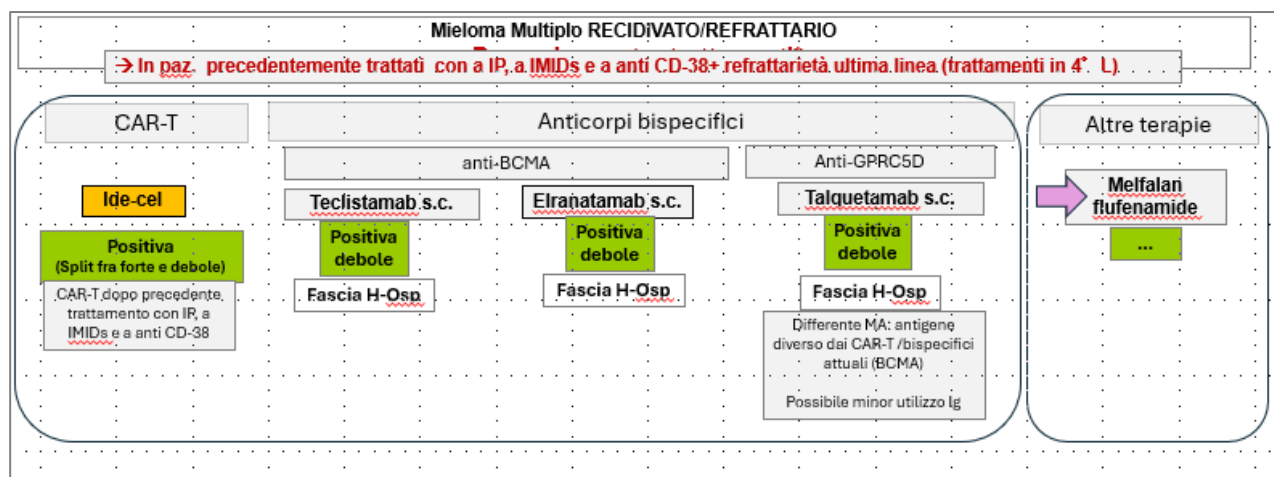 Mieloma Multiplo RECIDIVATO/REFRATTARIO
→ In paz. precedentemente trattati con a IP, a IMIDs e a anti CD-38+ refrattarietà ultima linea (trattamenti in 4° L)
CAR-T
Anticorpi bispecifici
Altre terapie
anti-BCMA
Anti-GPRC5D
Ide-cel
Teclistamab s.c.
Elranatamab s.c.
Talquetamab s.c.
Melfalan
flufenamide
Positiva
(Split fra forte e debole)
Positiva
debole
Positiva
debole
Positiva
debole
...
CAR-T dopo precedente
trattamento con IP, a
IMIDs e a anti CD-38
Fascia H-Osp
Fascia H-Osp
Fascia H-Osp
Differente MA: antigene
diverso dai CAR-T /bispecifici
attuali (BCMA)
Possibile minor utilizzo Ig